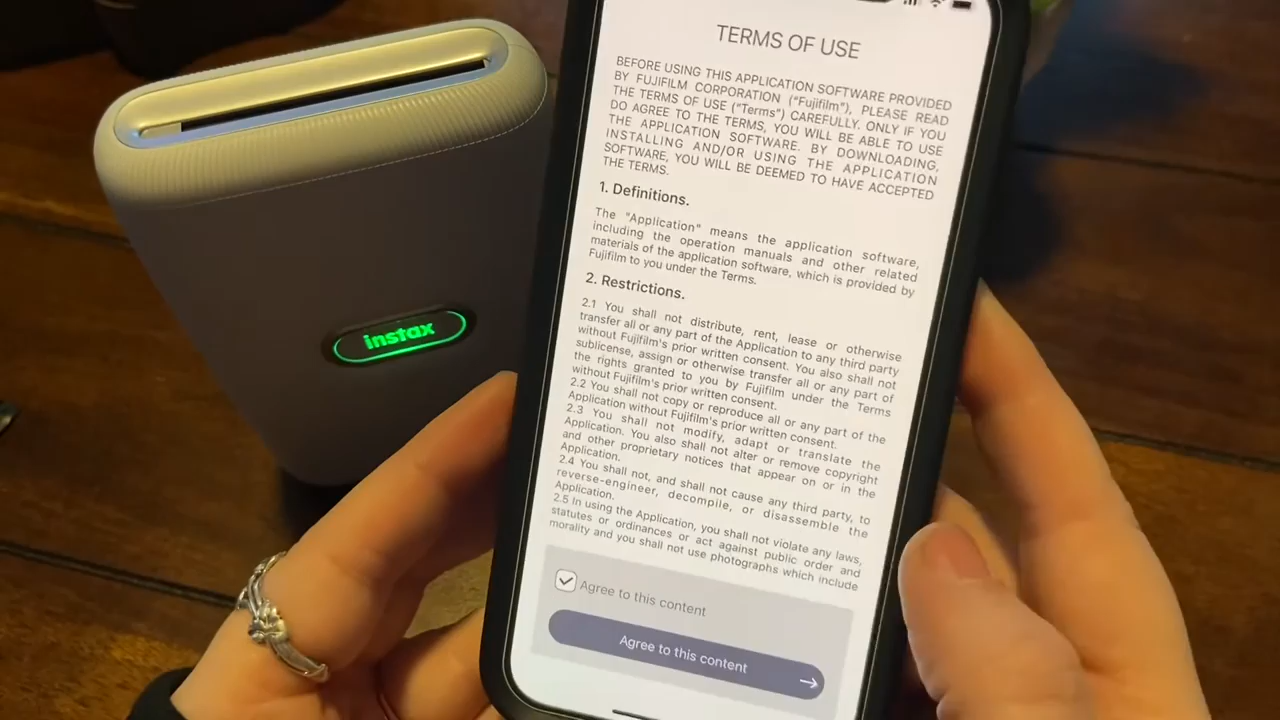 TERMS OF USE
BEFORE USING THIS APPLICATION SOFTWARE PROVIDED
BY FUJIFILM CORPORATION ("Fujifilm"), PLEASE READ
THE TERMS OF USE ("Terms") CAREFULLY. ONLY IF YOU
DO AGREE TO THE TERMS, YOU WILL BE ABLE TO USE
THE APPLICATION SOFTWARE. BY DOWNLOADING,
INSTALLING AND/OR USING THE APPLICATION
SOFTWARE, YOU WILL BE DEEMED TO HAVE ACCEPTED
THE TERMS.
1. Definitions.
The "Application" means the application software,
including the operation manuals and other related
materials of the application software, which is provided by
Fujifilm to you under the Terms.
2. Restrictions.
2.1 You shall not distribute, rent, lease or otherwise
transfer all or any part of the Application to any third party
without Fujifilm's prior written consent. You also shall not
sublicense, assign or otherwise transfer all or any part of
the rights granted to you by Fujifilm under the Terms
without Fujifilm's prior written consent.
2.2 You shall not copy or reproduce all or any part of the
Application without Fujifilm's prior written consent.
2.3 You shall not modify, adapt or translate the
Application. You also shall not alter or remove copyright
and other proprietary notices that appear on or in the
Application.
2.4 You shall not, and shall not cause any third party, to
reverse-engineer, decompile, or disassemble the
Application.
2.5 In using the Application, you shall not violate any laws,
statutes or ordinances or act against public order and
morality and you shall not use photographs which include
Agree to this content
Agree to this content
instax